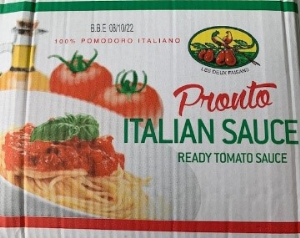 B.B.E 08/10/22
100% POMODORO ITALIANO
Pronto
ITALIAN SAUCE
READY TOMATO SAUCE